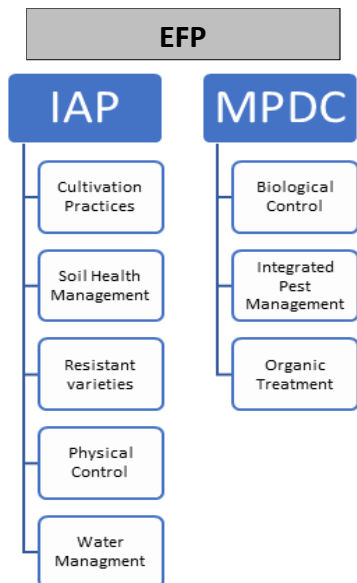 EFP
IAP
Cultivation
Practices
Soil Health
Management
Resistant
varieties
Physical
Control
Water
Managment
MPDC
Biological
Control
Integrated
Pest
Management
Organic
Treatment